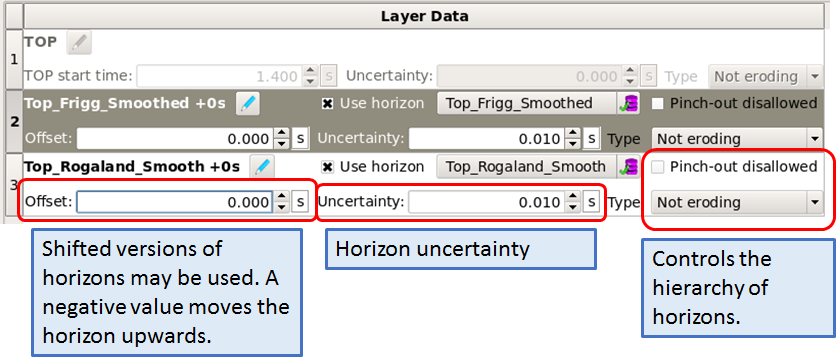 Layer Data
1
TOP
TOP start time: 1.400 s Uncertainty: 0.000 s Type Not eroding
2
Top_Frigg_Smoothed +0s Use horizon Top_Frigg_Smoothed Pinch-out disallowed
Offset: 0.000 s Uncertainty: 0.010 s Type Not eroding
3
Top_Rogaland_Smooth +0s Use horizon Top_Rogaland_Smooth Pinch-out disallowed
Offset: 0.000 s Uncertainty: 0.010 s Type Not eroding
Shifted versions of
horizons may be used. A
negative value moves the
horizon upwards.
Horizon uncertainty
Controls the
hierarchy of
horizons.